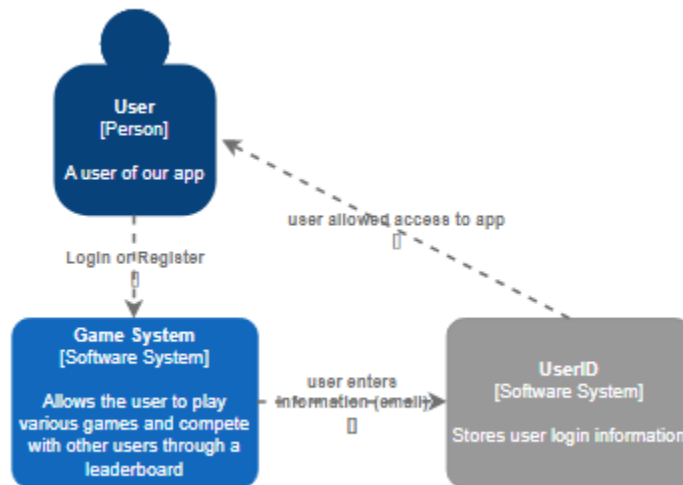 User
[Person]
A user of our app
user allowed access to app
[]
Login or Register
[]
Game System
[Software System]
Allows the user to play
various games and compete
with other users through a
leaderboard
user enters
information (email)
[]
UserID
[Software System]
Stores user login information